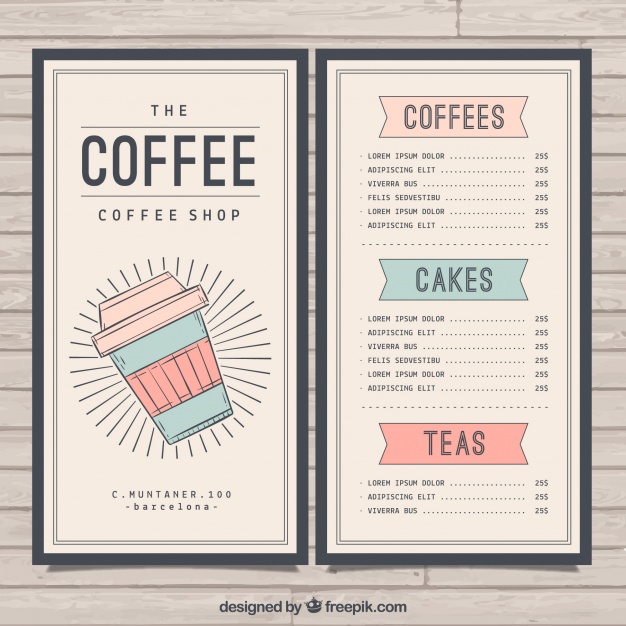 THE
COFFEE
COFFEE SHOP
C.MUNTANER.100
-barcelona-
COFFEES
· LOREM IPSUM DOLOR .................. 25$
· ADIPISCING ELIT .................... 25$
· VIVERRA BUS ........................ 25$
· FELIS SEDVESTIBU ................... 25$
· LOREM IPSUM DOLOR .................. 25$
· ADIPISCING ELIT .................... 25$
CAKES
· LOREM IPSUM DOLOR .................. 25$
· ADIPISCING ELIT .................... 25$
· VIVERRA BUS ........................ 25$
· FELIS SEDVESTIBU ................... 25$
· LOREM IPSUM DOLOR .................. 25$
· ADIPISCING ELIT .................... 25$
TEAS
· LOREM IPSUM DOLOR .................. 25$
· ADIPISCING ELIT .................... 25$
· VIVERRA BUS ........................ 25$
designed by freepik.com